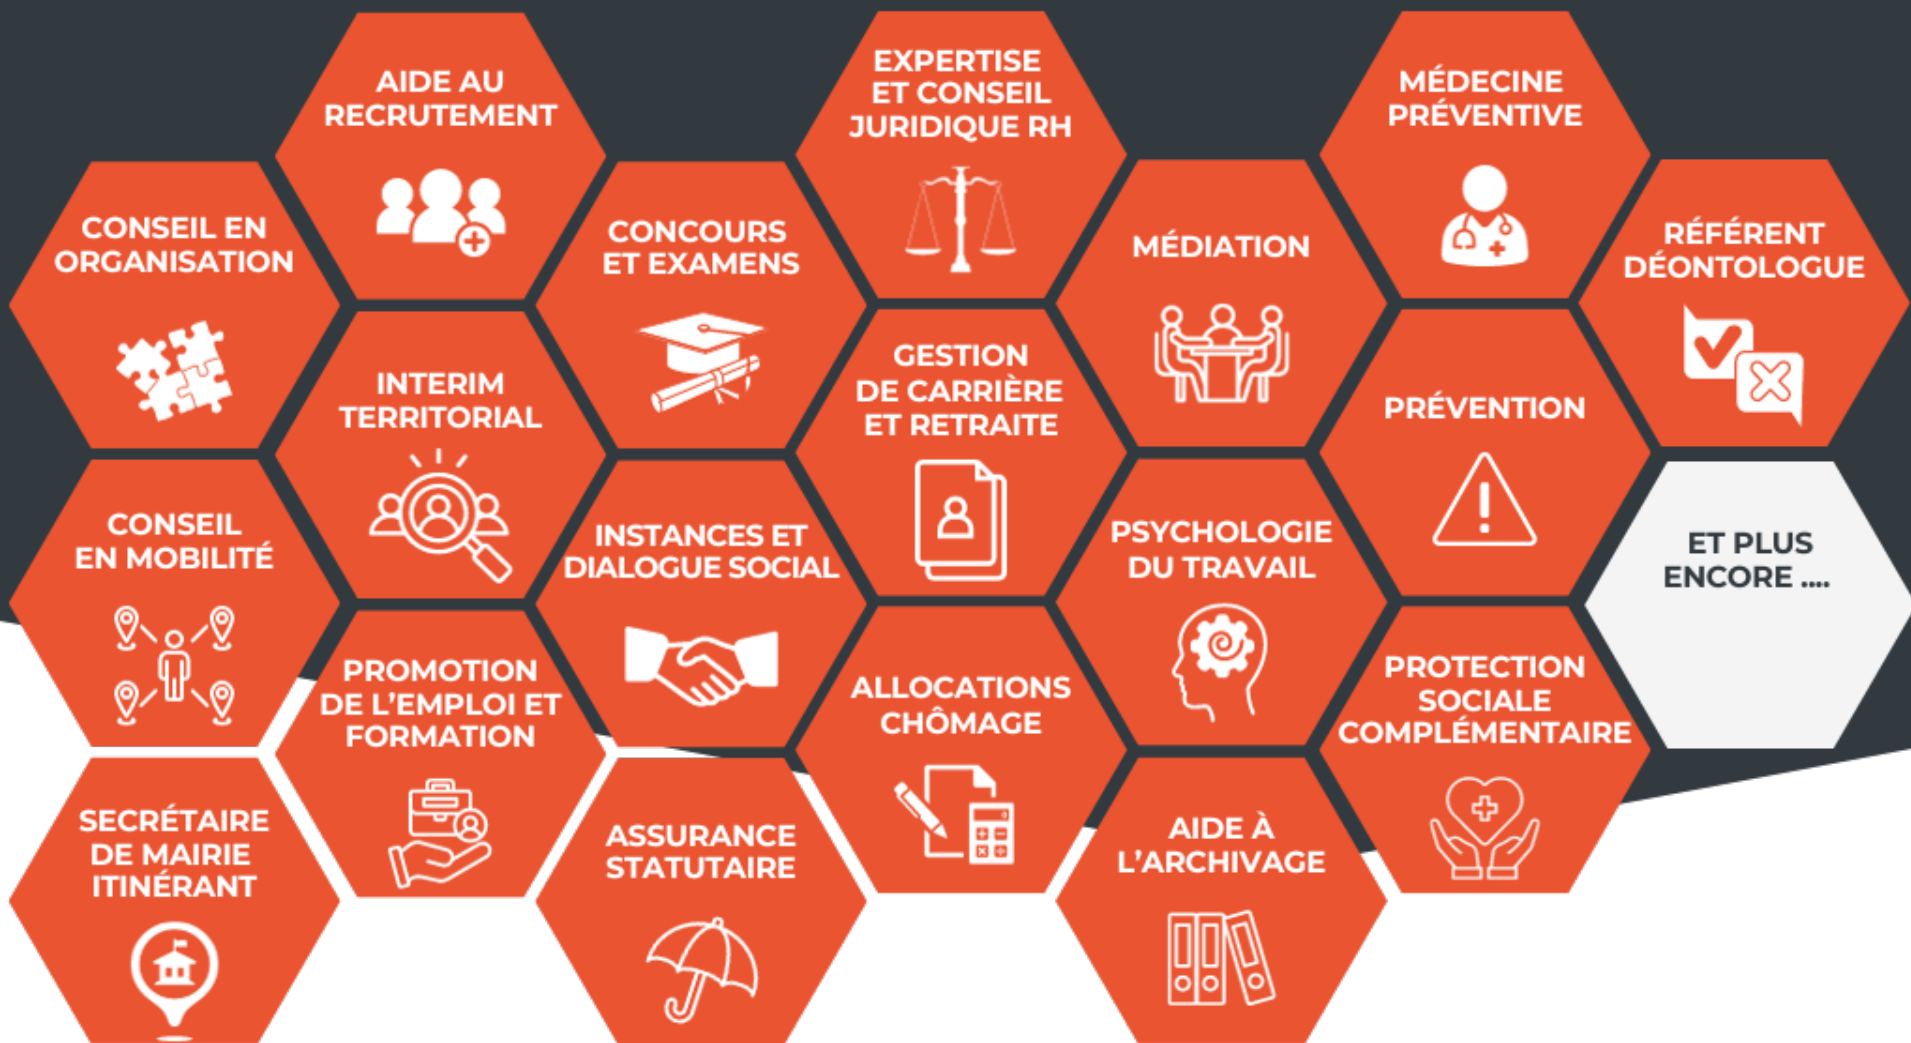 AIDE AU
RECRUTEMENT
EXPERTISE
ET CONSEIL
JURIDIQUE RH
MÉDECINE
PRÉVENTIVE
CONSEIL EN
ORGANISATION
CONCOURS
ET EXAMENS
MÉDIATION
RÉFÉRENT
DÉONTOLOGUE
INTERIM
TERRITORIAL
GESTION
DE CARRIÈRE
ET RETRAITE
PRÉVENTION
CONSEIL
EN MOBILITÉ
INSTANCES ET
DIALOGUE SOCIAL
PSYCHOLOGIE
DU TRAVAIL
ET PLUS
ENCORE ....
PROMOTION
DE L'EMPLOI ET
FORMATION
ALLOCATIONS
CHÔMAGE
PROTECTION
SOCIALE
COMPLÉMENTAIRE
SECRÉTAIRE
DE MAIRIE
ITINÉRANT
ASSURANCE
STATUTAIRE
AIDE À
L'ARCHIVAGE